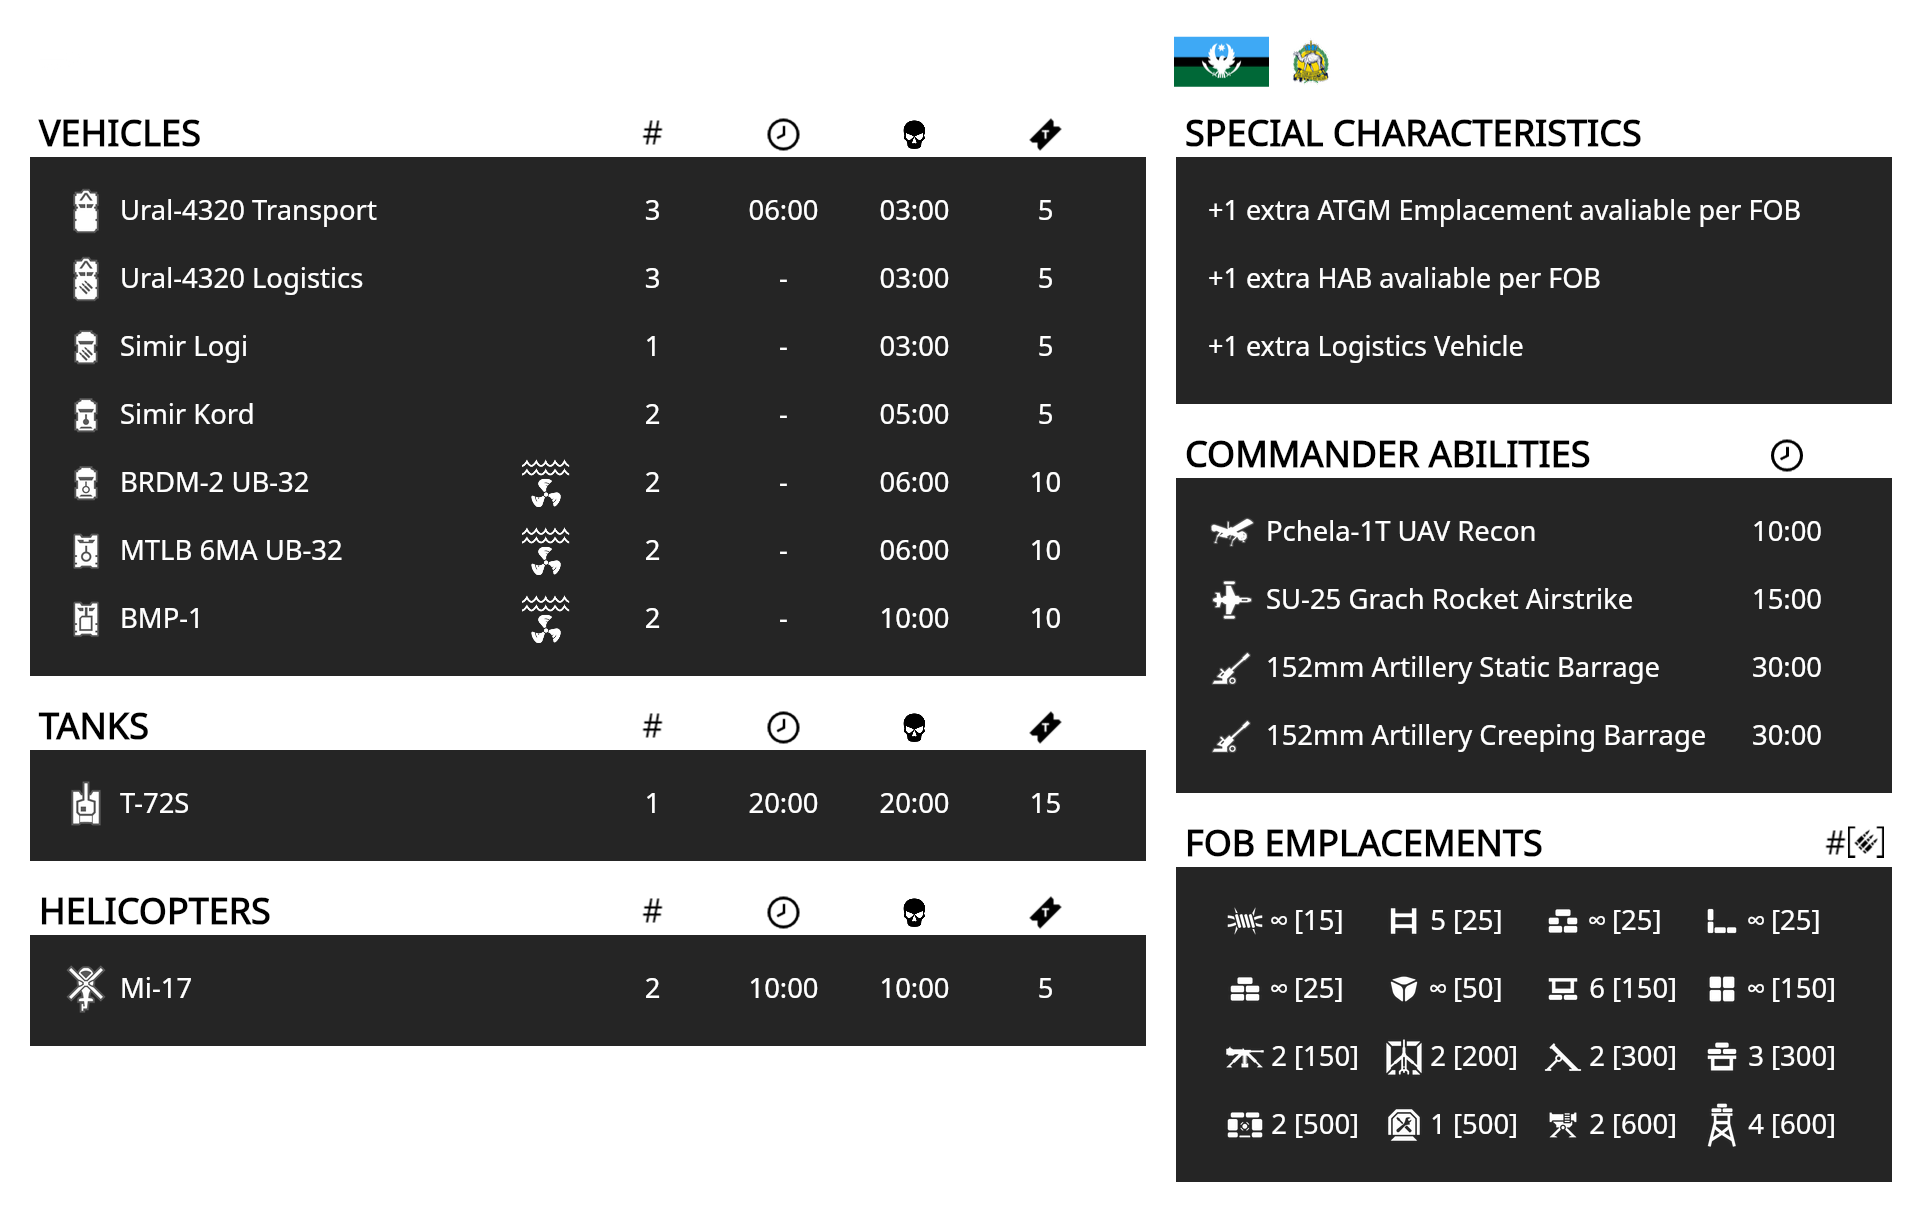 VEHICLES #
Ural-4320 Transport 3 06:00 03:00 5
Ural-4320 Logistics 3 - 03:00 5
Simir Logi 1 - 03:00 5
Simir Kord 2 - 05:00 5
BRDM-2 UB-32 2 - 06:00 10
MTLB 6MA UB-32 2 - 06:00 10
BMP-1 2 - 10:00 10
TANKS #
T-72S 1 20:00 20:00 15
HELICOPTERS #
Mi-17 2 10:00 10:00 5
SPECIAL CHARACTERISTICS
+1 extra ATGM Emplacement avaliable per FOB
+1 extra HAB avaliable per FOB
+1 extra Logistics Vehicle
COMMANDER ABILITIES
Pchela-1T UAV Recon 10:00
SU-25 Grach Rocket Airstrike 15:00
152mm Artillery Static Barrage 30:00
152mm Artillery Creeping Barrage 30:00
FOB EMPLACEMENTS #[ ]
∞ [15] 5 [25] ∞ [25] ∞ [25]
∞ [25] ∞ [50] 6 [150] ∞ [150]
2 [150] 2 [200] 2 [300] 3 [300]
2 [500] 1 [500] 2 [600] 4 [600]